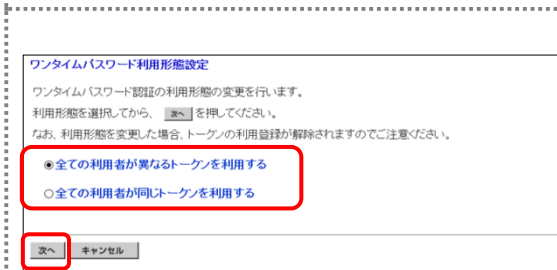 ワンタイムパスワード利用形態設定
ワンタイムパスワード認証の利用形態の変更を行います。
利用形態を選択してから、 次へ を押してください。
なお、利用形態を変更した場合、トークンの利用登録が解除されますのでご注意ください。
全ての利用者が異なるトークンを利用する
全ての利用者が同じトークンを利用する
次へ キャンセル